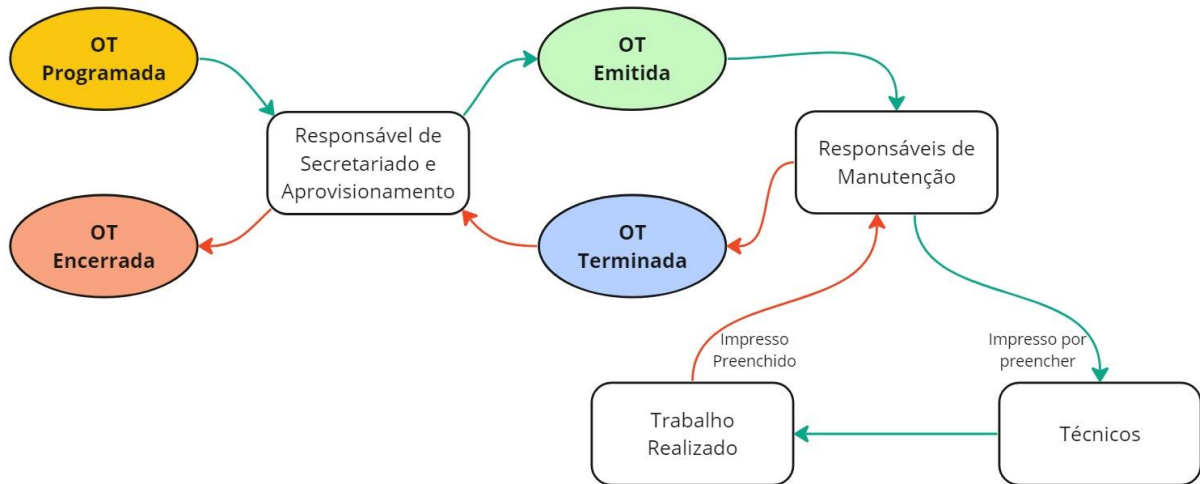 OT
Programada
OT
Emitida
Responsável de
Secretariado e
Aprovisionamento
Responsáveis de
Manutenção
OT
Encerrada
OT
Terminada
Impresso
Preenchido
Impresso por
preencher
Trabalho
Realizado
Técnicos